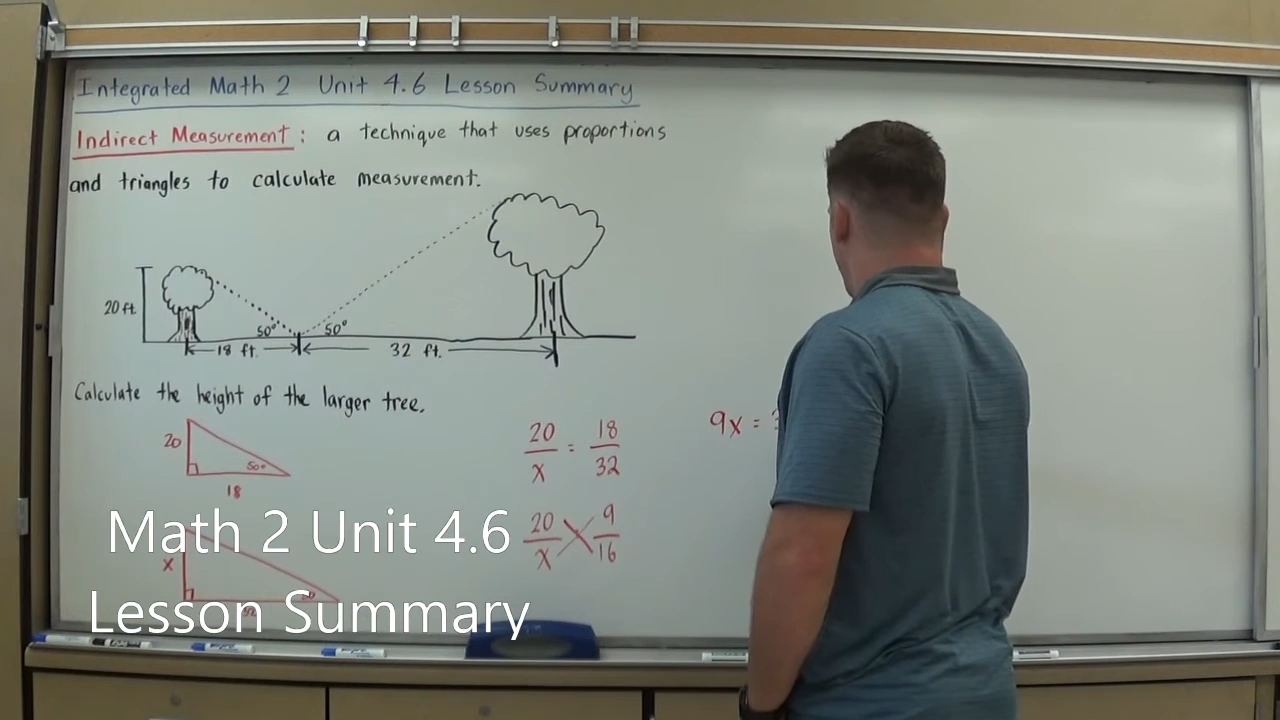 Integrated Math 2 Unit 4.6 Lesson Summary
Indirect Measurement: a technique that uses proportions
and triangles to calculate measurement.
20 ft.
50°
50°
18 ft.
32 ft.
Calculate the height of the larger tree.
20
50°
18
x
20/x = 18/32
20/x 9/16
9x =
Math 2 Unit 4.6
Lesson Summary